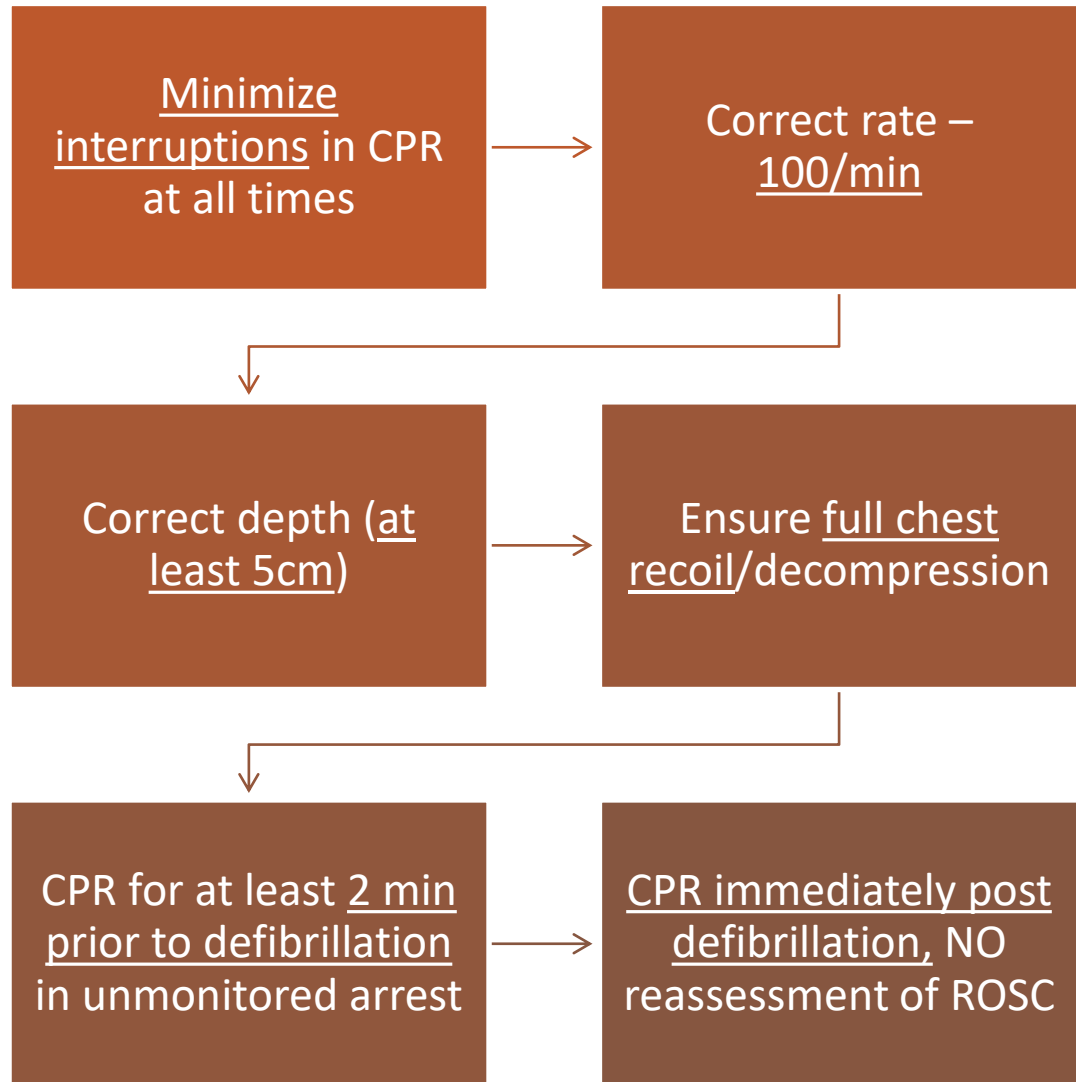 Minimize
interruptions in CPR
at all times
Correct rate –
100/min
Correct depth (at
least 5cm)
Ensure full chest
recoil/decompression
CPR for at least 2 min
prior to defibrillation
in unmonitored arrest
CPR immediately post
defibrillation, NO
reassessment of ROSC